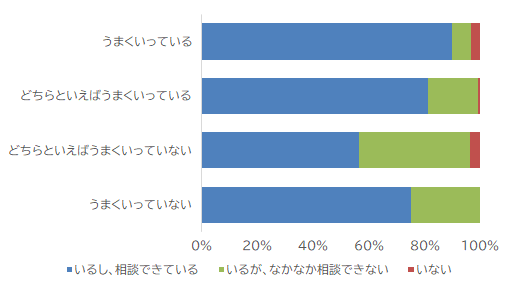 うまくいっている
どちらといえばうまくいっている
どちらといえばうまくいっていない
うまくいっていない
0% 20% 40% 60% 80% 100%
いるし、相談できている いるが、なかなか相談できない いない